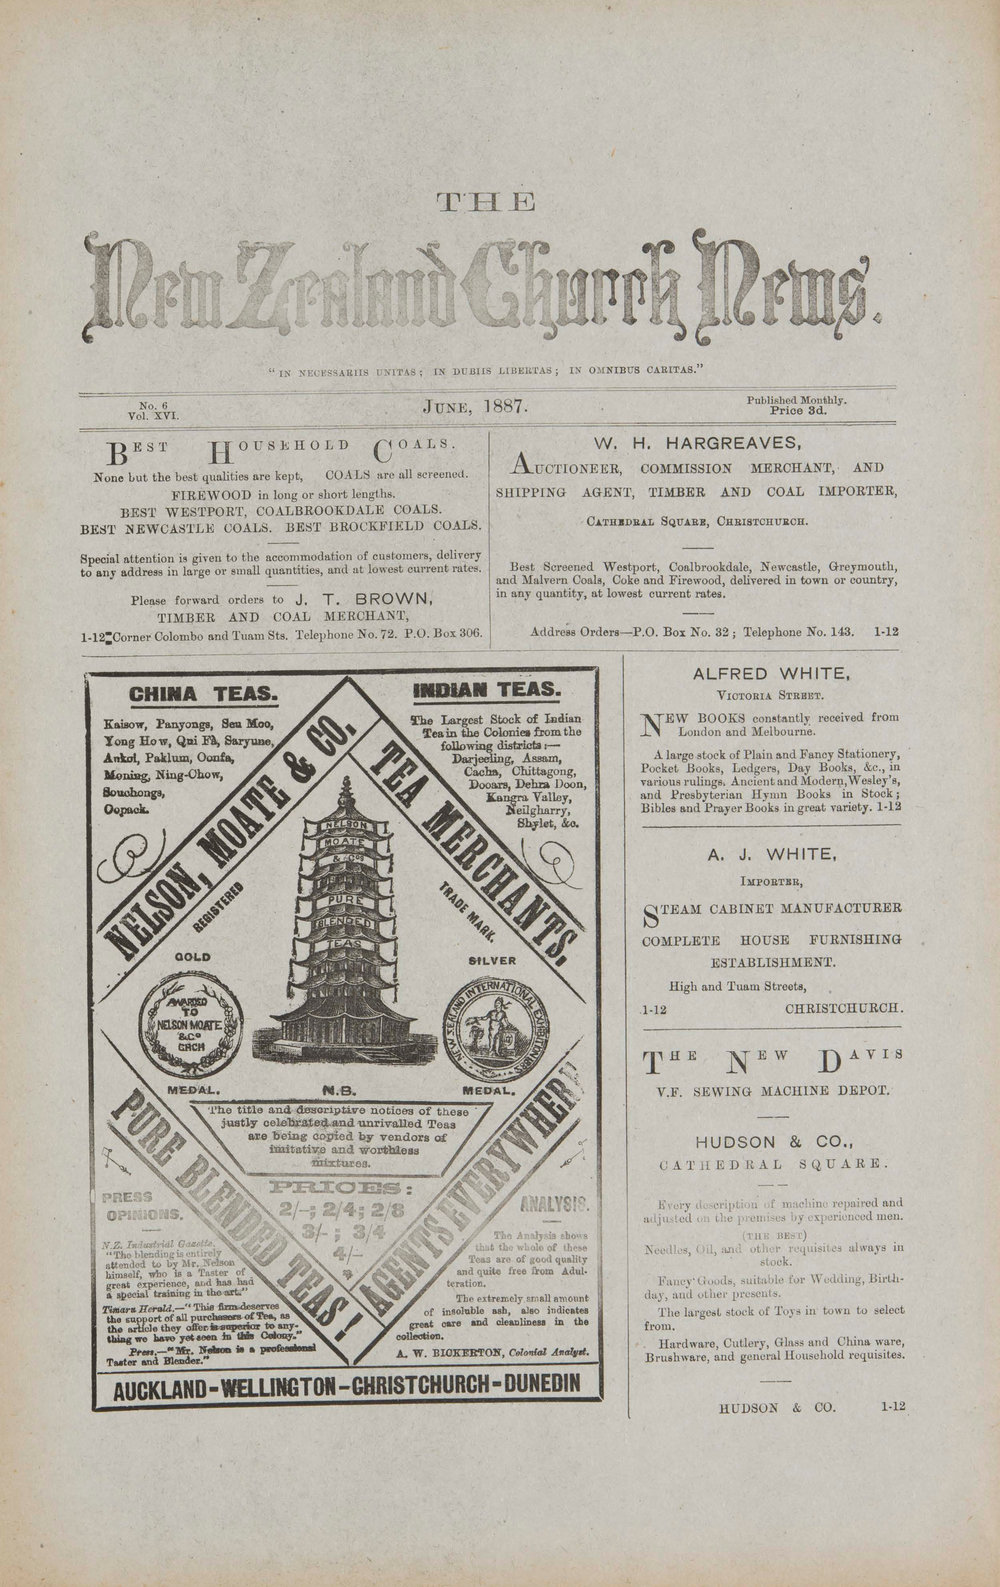 THE
New Zealand Church News.
"IN NECESSARIIS UNITAS; IN DUBIIS LIBERTAS; IN OMNIBUS CARITAS."
No. 6
Vol. XVI.
JUNE, 1887.
Published Monthly.
Price 3d.
BEST HOUSEHOLD COALS.
None but the best qualities are kept, COALS are all screened.
FIREWOOD in long or short lengths.
BEST WESTPORT, COALBROOKDALE COALS.
BEST NEWCASTLE COALS. BEST BROCKFIELD COALS.
Special attention is given to the accommodation of customers, delivery
to any address in large or small quantities, and at lowest current rates.
Please forward orders to J. T. BROWN,
TIMBER AND COAL MERCHANT,
1-12 Corner Colombo and Tuam Sts. Telephone No. 72. P.O. Box 306.
W. H. HARGREAVES,
AUCTIONEER, COMMISSION MERCHANT, AND
SHIPPING AGENT, TIMBER AND COAL IMPORTER,
CATHEDRAL SQUARE, CHRISTCHURCH.
Best Screened Westport, Coalbrookdale, Newcastle, Greymouth,
and Malvern Coals, Coke and Firewood, delivered in town or country,
in any quantity, at lowest current rates.
Address Orders—P.O. Box No. 32; Telephone No. 143. 1-12
CHINA TEAS.
Kaisow, Panyongs, Seu Moo,
Yong How, Qui Fa, Saryune,
Ankoi, Paklum, Oonfa,
Moning, Ning-Chow,
Souchongs,
Oopack.
INDIAN TEAS.
The Largest Stock of Indian
Tea in the Colonies from the
following districts:—
Darjeeling, Assam,
Cacha, Chittagong,
Dooars, Dehra Doon,
Kangra Valley,
Neilgharry,
Shylet, &c.
NELSON, MOATE & CO.
TEA MERCHANTS.
REGISTERED
TRADE MARK.
NELSON
MOATE
& CO'S
PURE
BLENDED
TEAS
GOLD
AWARDED
TO
NELSON MOATE
& Co
CHCH
MEDAL.
SILVER
NEW ZEALAND INTERNATIONAL EXHIBITIONERS
MEDAL.
N.B.
The title and descriptive notices of these
justly celebrated and unrivalled Teas
are being copied by vendors of
imitative and worthless
mixtures.
PURE BLENDED TEAS!
AGENTS EVERYWHERE
PRICES:
2/-; 2/4; 2/8
3/-; 3/4
4/-
PRESS
OPINIONS.
N.Z. Industrial Gazette.
"The blending is entirely
attended to by Mr. Nelson
himself, who is a Taster of
great experience, and has had
a special training in the art."
Timaru Herald.—"This firm deserves
the support of all purchasers of Tea, as
the article they offer is superior to any-
thing we have yet seen in this Colony."
Press.—"Mr. Nelson is a professional
Taster and Blender."
ANALYSIS.
The Analysis shows
that the whole of these
Teas are of good quality
and quite free from Adul-
teration.
The extremely small amount
of insoluble ash, also indicates
great care and cleanliness in the
collection.
A. W. BICKERTON, Colonial Analyst.
AUCKLAND-WELLINGTON-CHRISTCHURCH-DUNEDIN
ALFRED WHITE,
VICTORIA STREET.
NEW BOOKS constantly received from
London and Melbourne.
A large stock of Plain and Fancy Stationery,
Pocket Books, Ledgers, Day Books, &c., in
various rulings. Ancient and Modern, Wesley's,
and Presbyterian Hymn Books in Stock;
Bibles and Prayer Books in great variety. 1-12
A. J. WHITE,
IMPORTER,
STEAM CABINET MANUFACTURER
COMPLETE HOUSE FURNISHING
ESTABLISHMENT.
High and Tuam Streets,
1-12 CHRISTCHURCH.
THE NEW DAVIS
V.F. SEWING MACHINE DEPOT.
HUDSON & CO.,
CATHEDRAL SQUARE.
Every description of machine repaired and
adjusted on the premises by experienced men.
(THE BEST)
Needles, Oil, and other requisites always in
stock.
Fancy Goods, suitable for Wedding, Birth-
day, and other presents.
The largest stock of Toys in town to select
from.
Hardware, Cutlery, Glass and China ware,
Brushware, and general Household requisites.
HUDSON & CO. 1-12